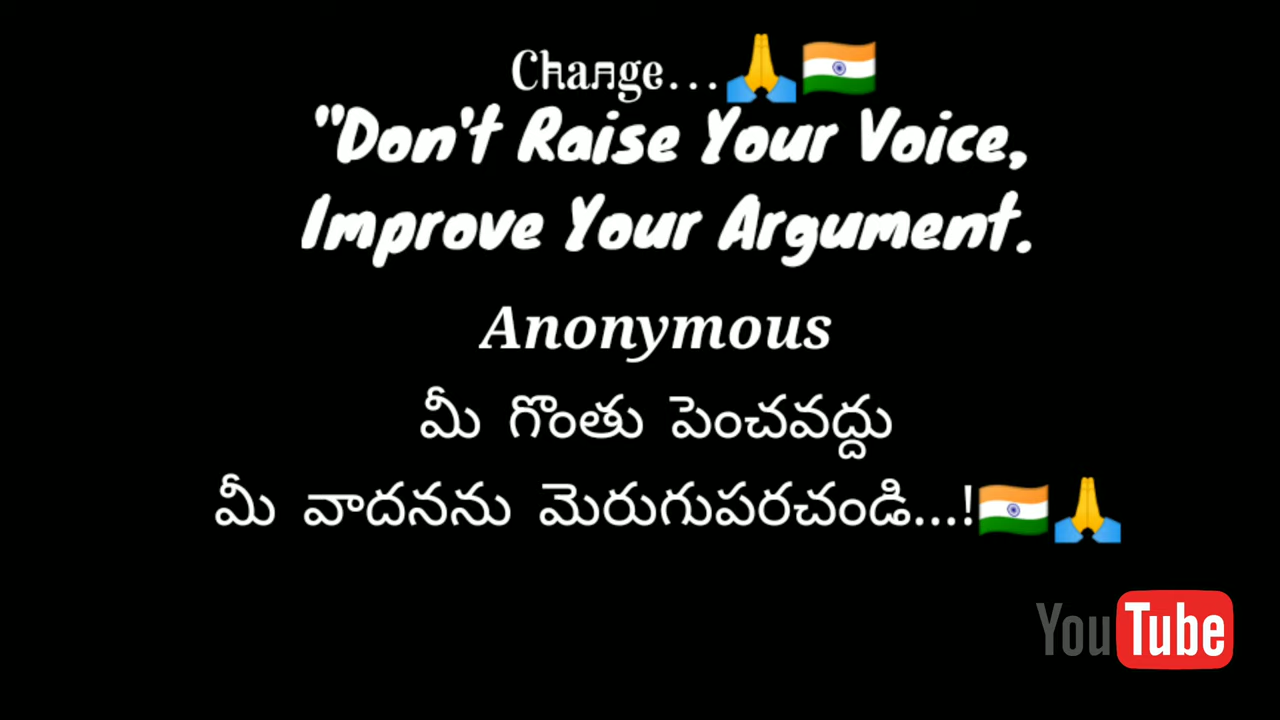 Change...🙏🇮🇳
"Don't Raise Your Voice,
Improve Your Argument.
Anonymous
మీ గొంతు పెంచవద్దు
మీ వాదనను మెరుగుపరచండి...!🇮🇳🙏
YouTube